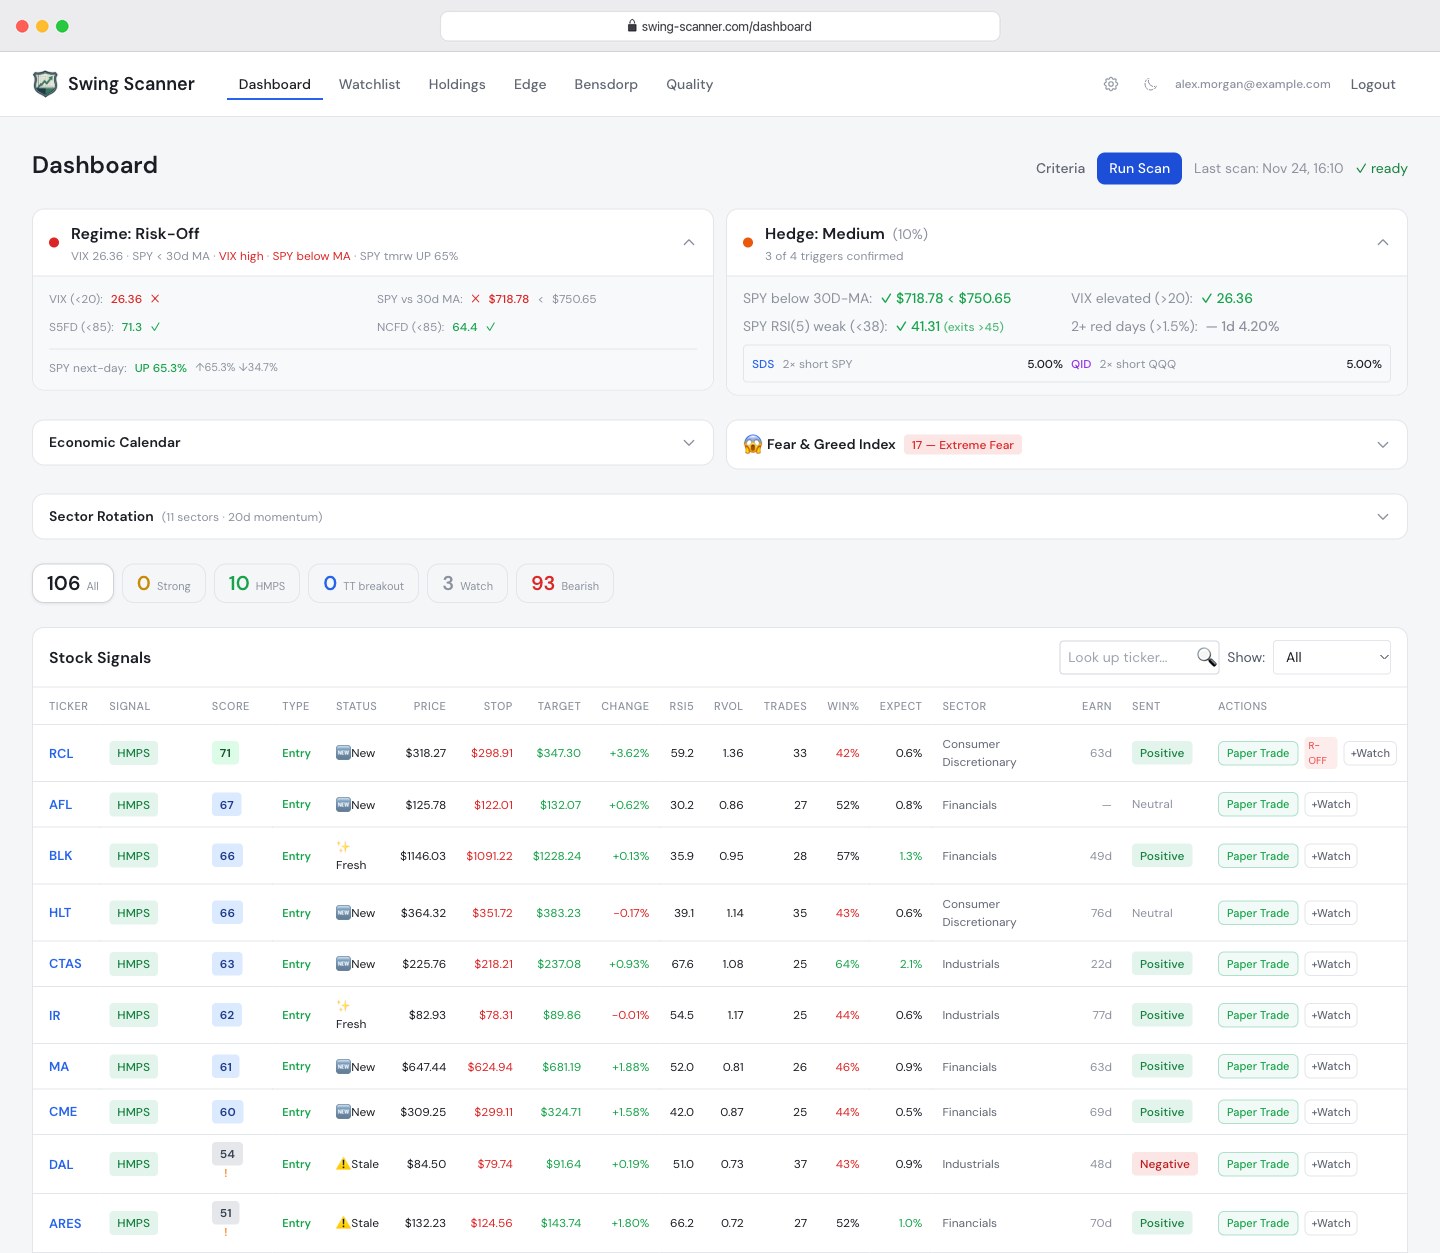 swing-scanner.com/dashboard
Swing Scanner Dashboard Watchlist Holdings Edge Bensdorp Quality alex.morgan@example.com Logout
Dashboard
Criteria Run Scan Last scan: Nov 24, 16:10 ✓ ready
Regime: Risk-Off
VIX 26.36 · SPY < 30d MA · VIX high · SPY below MA · SPY tmrw UP 65%
VIX (<20): 26.36 ✕ SPY vs 30d MA: ✕ $718.78 < $750.65
S5FD (<85): 71.3 ✓ NCFD (<85): 64.4 ✓
SPY next-day: UP 65.3% ↑65.3% ↓34.7%
Hedge: Medium (10%)
3 of 4 triggers confirmed
SPY below 30D-MA: ✓ $718.78 < $750.65 VIX elevated (>20): ✓ 26.36
SPY RSI(5) weak (<38): ✓ 41.31 (exits >45) 2+ red days (>1.5%): — 1d 4.20%
SDS 2× short SPY 5.00% QID 2× short QQQ 5.00%
Economic Calendar
😱 Fear & Greed Index 17 — Extreme Fear
Sector Rotation (11 sectors · 20d momentum)
106 All 0 Strong 10 HMPS 0 TT breakout 3 Watch 93 Bearish
Stock Signals Look up ticker... 🔍 Show: All
TICKER SIGNAL SCORE TYPE STATUS PRICE STOP TARGET CHANGE RSI5 RVOL TRADES WIN% EXPECT SECTOR EARN SENT ACTIONS
RCL HMPS 71 Entry 🆕New $318.27 $298.91 $347.30 +3.62% 59.2 1.36 33 42% 0.6% Consumer Discretionary 63d Positive Paper Trade R-OFF +Watch
AFL HMPS 67 Entry 🆕New $125.78 $122.01 $132.07 +0.62% 30.2 0.86 27 52% 0.8% Financials — Neutral Paper Trade +Watch
BLK HMPS 66 Entry ✨ Fresh $1146.03 $1091.22 $1228.24 +0.13% 35.9 0.95 28 57% 1.3% Financials 49d Positive Paper Trade +Watch
HLT HMPS 66 Entry 🆕New $364.32 $351.72 $383.23 -0.17% 39.1 1.14 35 43% 0.6% Consumer Discretionary 76d Neutral Paper Trade +Watch
CTAS HMPS 63 Entry 🆕New $225.76 $218.21 $237.08 +0.93% 67.6 1.08 25 64% 2.1% Industrials 22d Positive Paper Trade +Watch
IR HMPS 62 Entry ✨ Fresh $82.93 $78.31 $89.86 -0.01% 54.5 1.17 25 44% 0.6% Industrials 77d Positive Paper Trade +Watch
MA HMPS 61 Entry 🆕New $647.44 $624.94 $681.19 +1.88% 52.0 0.81 26 46% 0.9% Financials 63d Positive Paper Trade +Watch
CME HMPS 60 Entry 🆕New $309.25 $299.11 $324.71 +1.58% 42.0 0.87 25 44% 0.5% Financials 69d Positive Paper Trade +Watch
DAL HMPS 54 ! Entry ⚠️Stale $84.50 $79.74 $91.64 +0.19% 51.0 0.73 37 43% 0.9% Industrials 48d Negative Paper Trade +Watch
ARES HMPS 51 ! Entry ⚠️Stale $132.23 $124.56 $143.74 +1.80% 66.2 0.72 27 52% 1.0% Financials 70d Positive Paper Trade +Watch